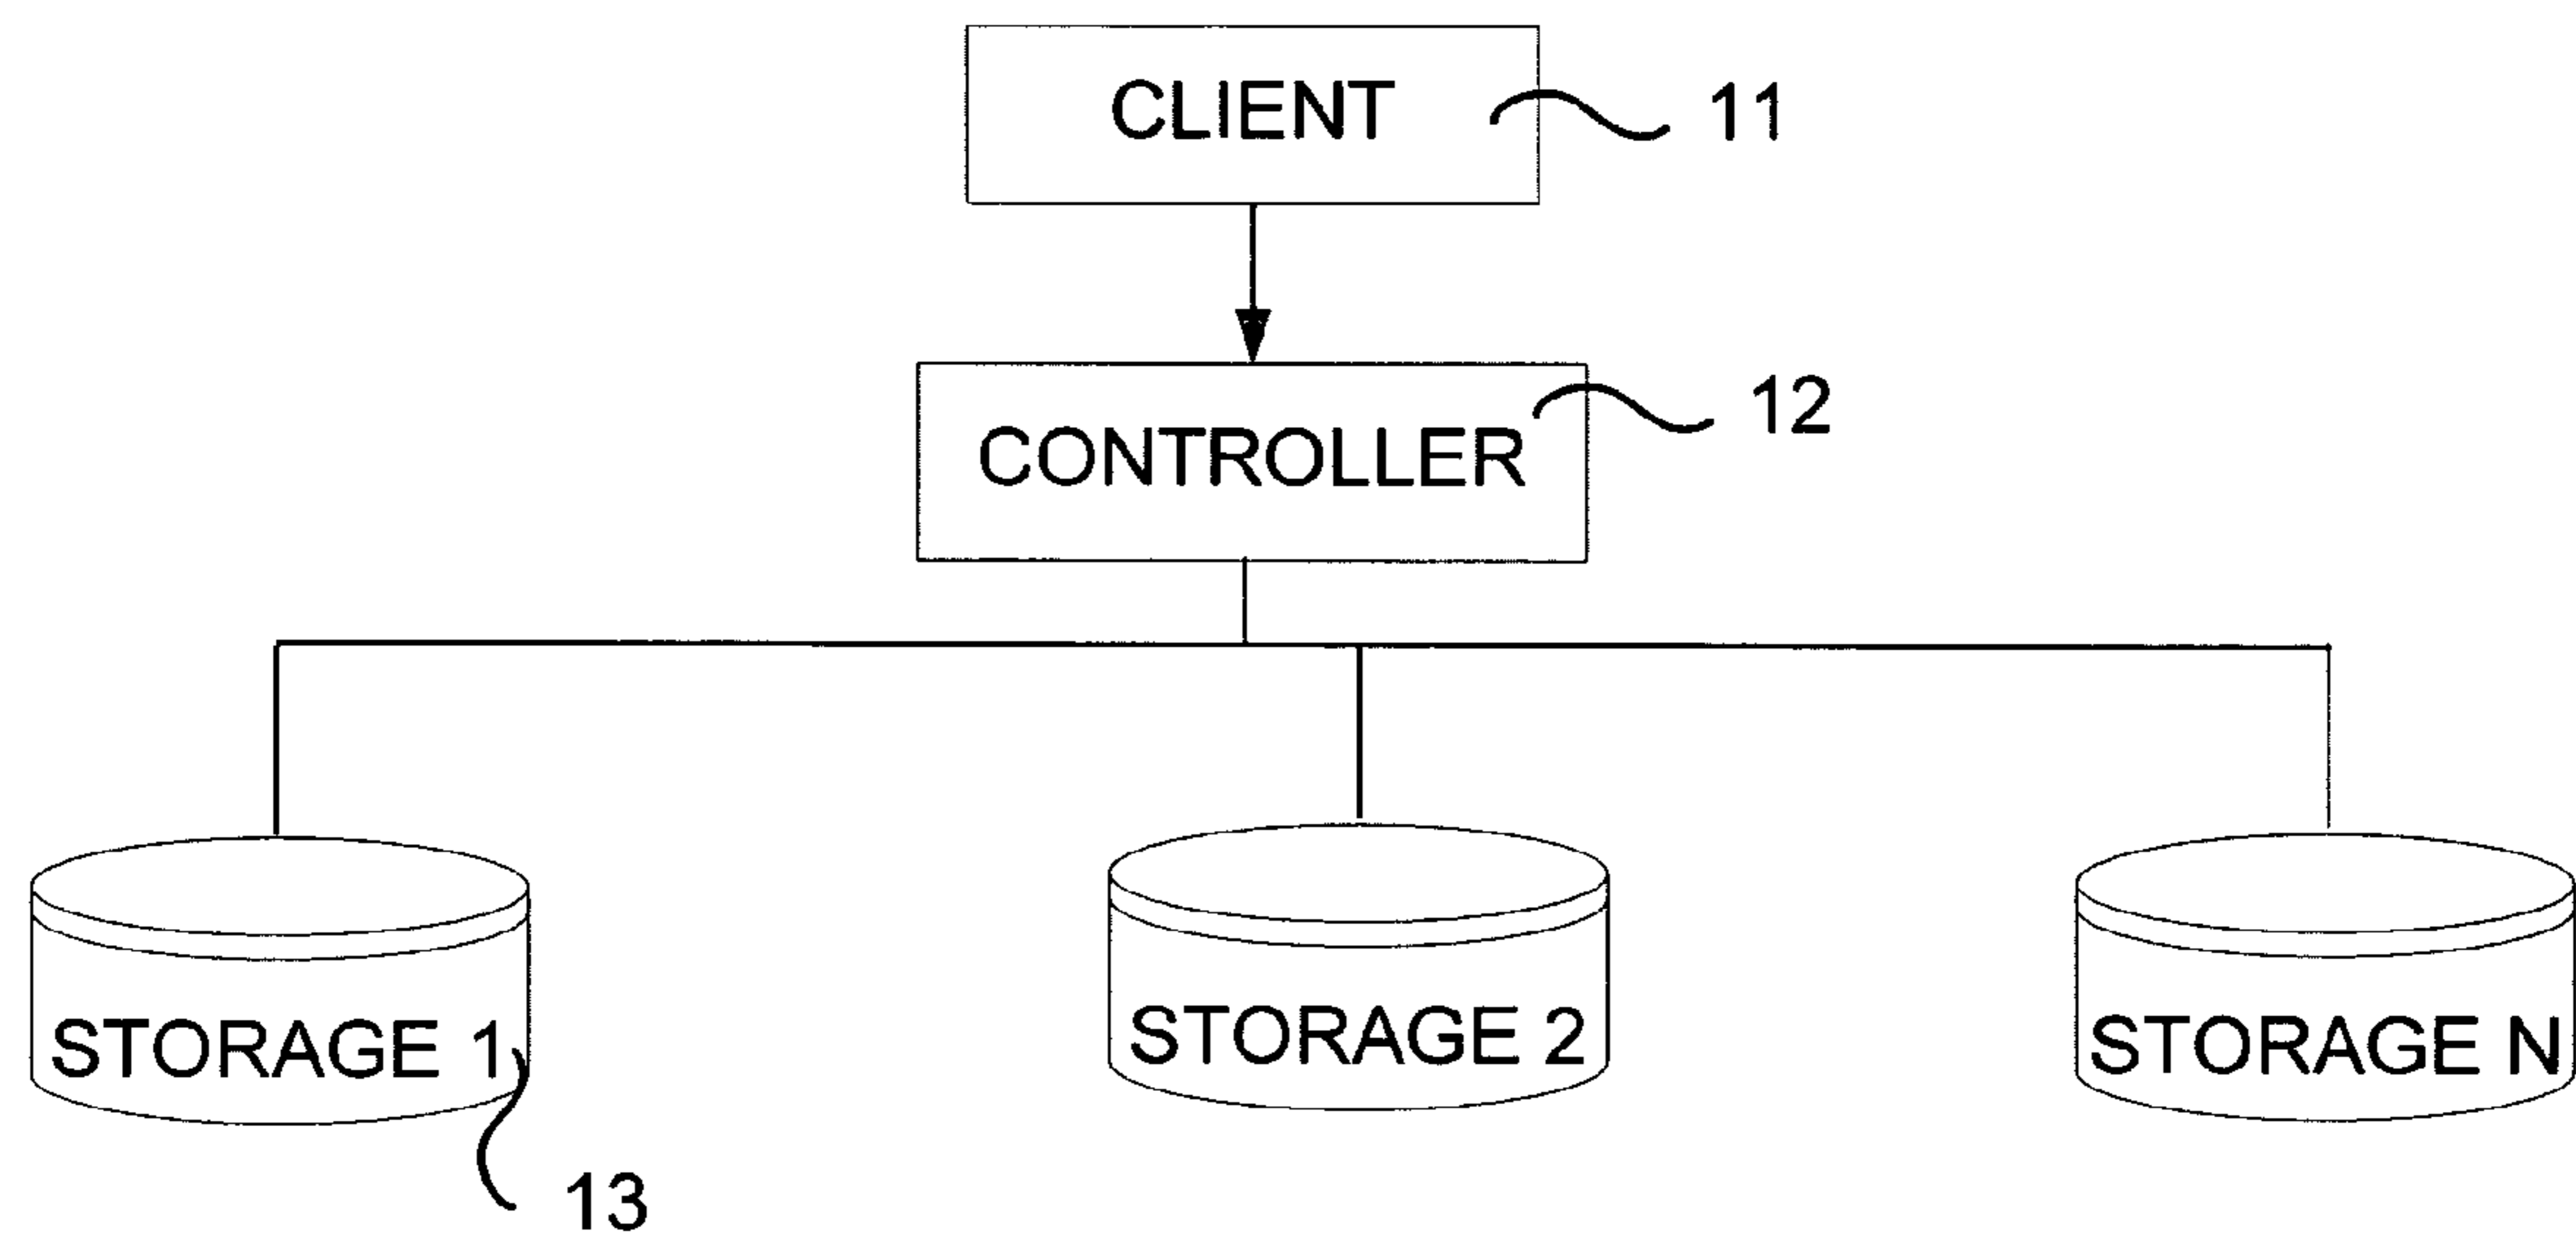 CLIENT
11
CONTROLLER
12
STORAGE 1
STORAGE 2
STORAGE N
13